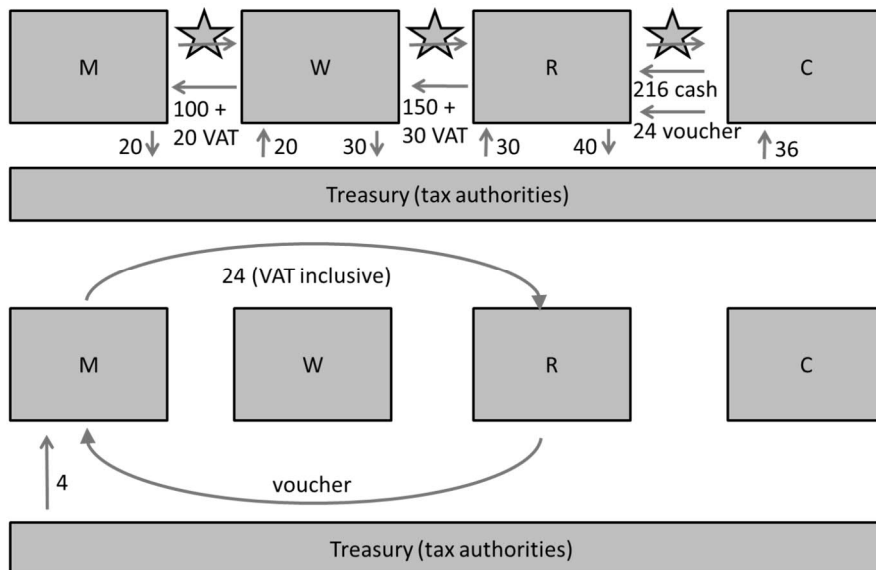 M
W
R
C
100 +
20 VAT
150 +
30 VAT
216 cash
24 voucher
20
20
30
30
40
36
Treasury (tax authorities)
24 (VAT inclusive)
M
W
R
C
voucher
4
Treasury (tax authorities)